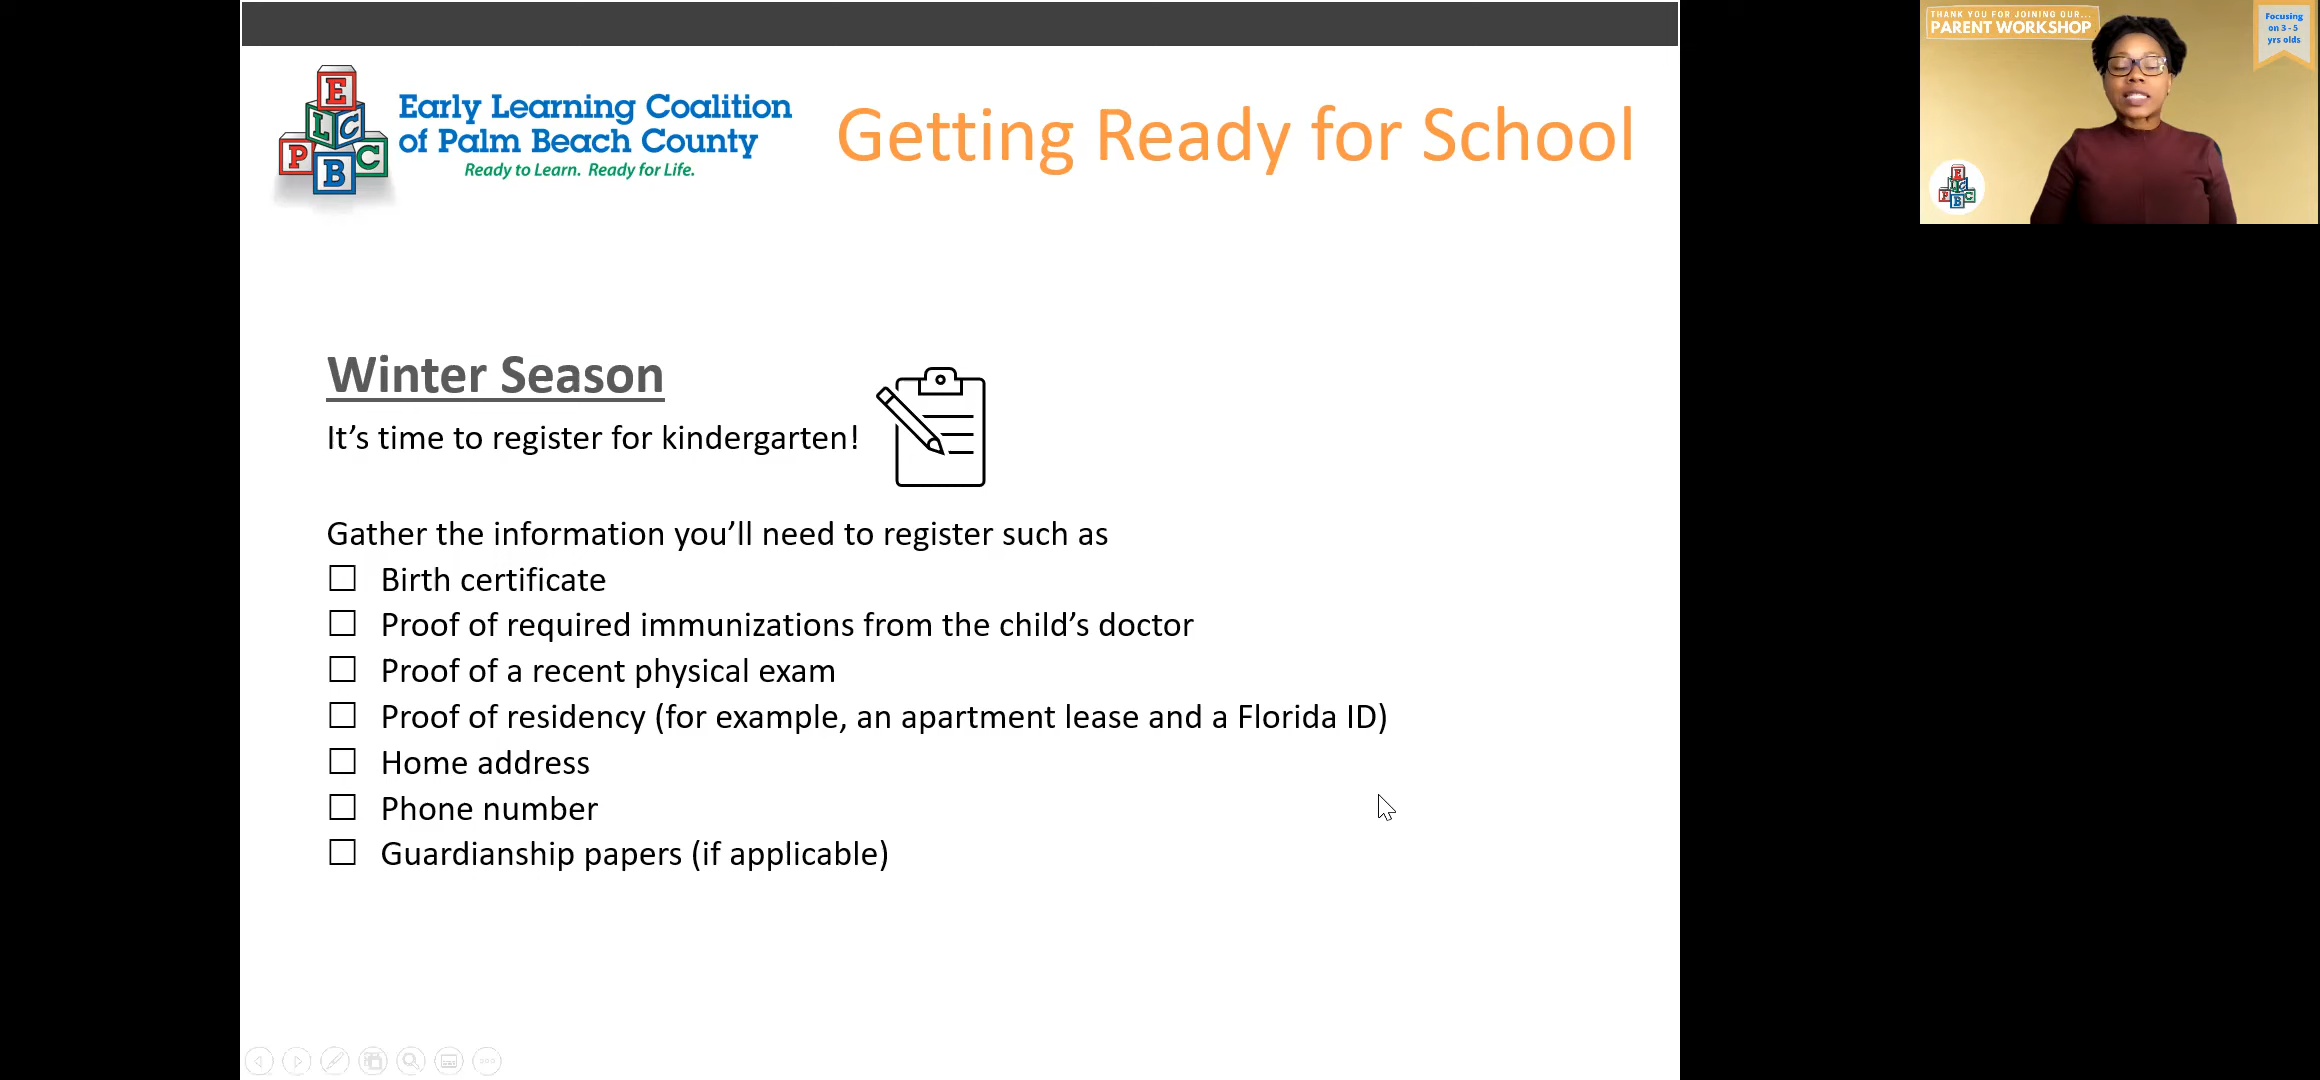 E
L C
P B C
Early Learning Coalition
of Palm Beach County
Ready to Learn. Ready for Life.
Getting Ready for School
Winter Season
It’s time to register for kindergarten!
Gather the information you’ll need to register such as
Birth certificate
Proof of required immunizations from the child’s doctor
Proof of a recent physical exam
Proof of residency (for example, an apartment lease and a Florida ID)
Home address
Phone number
Guardianship papers (if applicable)
THANK YOU FOR JOINING OUR...
PARENT WORKSHOP
Focusing
on 3 - 5
yrs olds
E
L C
P B C